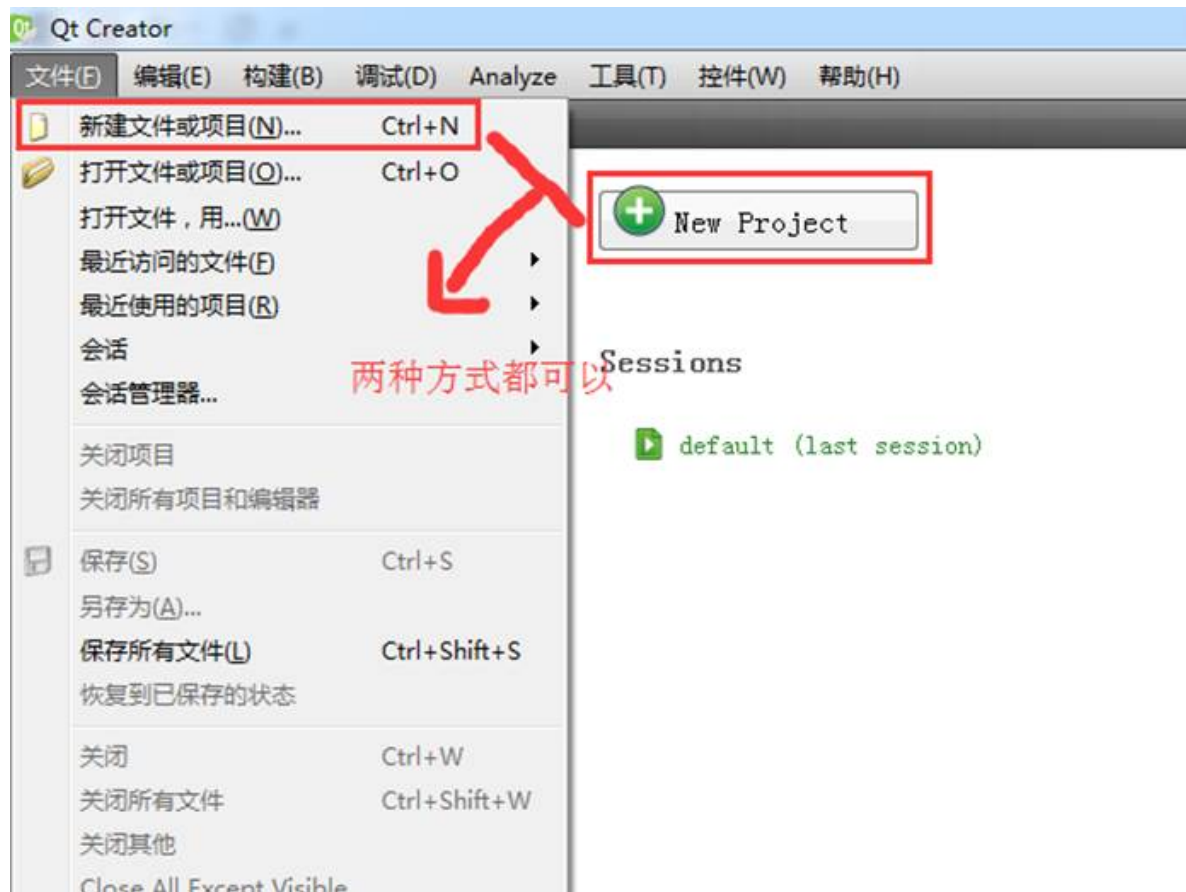 Qt Creator
文件(F) 编辑(E) 构建(B) 调试(D) Analyze 工具(T) 控件(W) 帮助(H)
新建文件或项目(N)... Ctrl+N
打开文件或项目(O)... Ctrl+O
打开文件，用...(W)
最近访问的文件(F)
最近使用的项目(R)
会话
会话管理器...
关闭项目
关闭所有项目和编辑器
保存(S) Ctrl+S
另存为(A)...
保存所有文件(L) Ctrl+Shift+S
恢复到已保存的状态
关闭 Ctrl+W
关闭所有文件 Ctrl+Shift+W
关闭其他
Close All Except Visible
New Project
两种方式都可以
Sessions
default (last session)